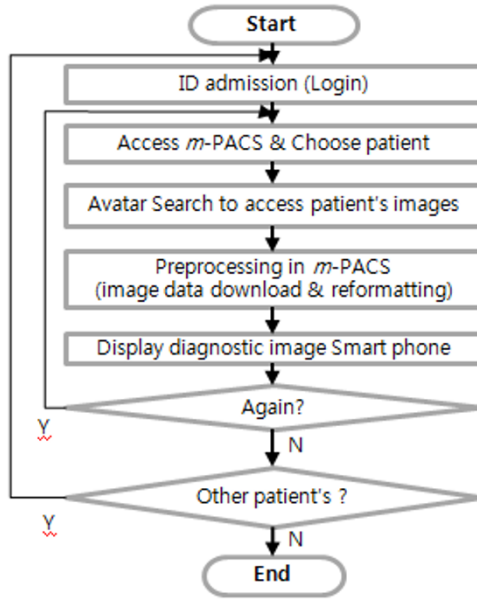 Start
ID admission (Login)
Access m-PACS & Choose patient
Avatar Search to access patient's images
Preprocessing in m-PACS
(image data download & reformatting)
Display diagnostic image Smart phone
Again?
Y
N
Other patient's ?
Y
N
End